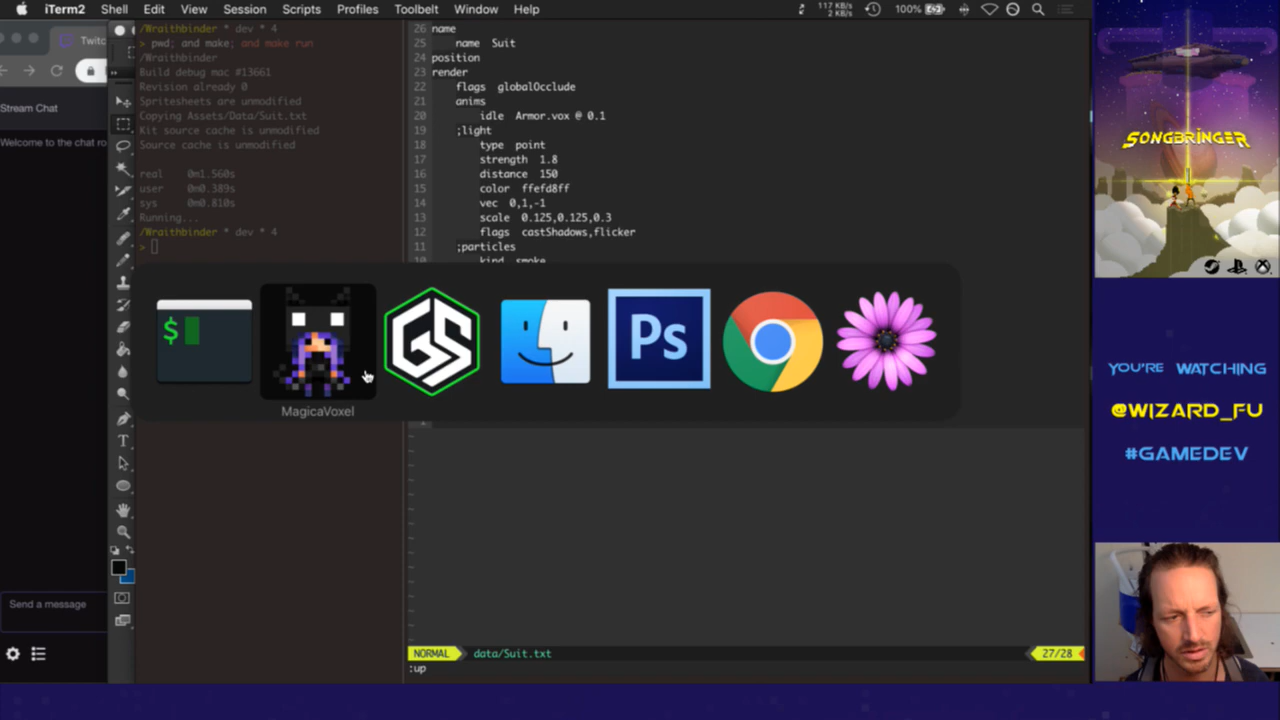 iTerm2 Shell Edit View Session Scripts Profiles Toolbelt Window Help
117 KB/s
2 KB/s
100%
Twitc
Stream Chat
Welcome to the chat ro
Send a message
/Wraithbinder * dev * 4
> pwd; and make; and make run
/Wraithbinder
Build debug mac #13661
Revision already 0
Spritesheets are unmodified
Copying Assets/Data/Suit.txt
Kit source cache is unmodified
Source cache is unmodified
real 0m1.560s
user 0m0.389s
sys 0m0.810s
Running...
/Wraithbinder * dev * 4
>
26 name
25 name Suit
24 position
23 render
22 flags globalOcclude
21 anims
20 idle Armor.vox @ 0.1
19 ;light
18 type point
17 strength 1.8
16 distance 150
15 color ffefd8ff
14 vec 0,1,-1
13 scale 0.125,0.125,0.3
12 flags castShadows,flicker
11 ;particles
10 kind smoke
1
$
GS
Ps
MagicaVoxel
NORMAL data/Suit.txt 27/28
:up
SONGBRINGER
YOU'RE WATCHING
@WIZARD_FU
#GAMEDEV